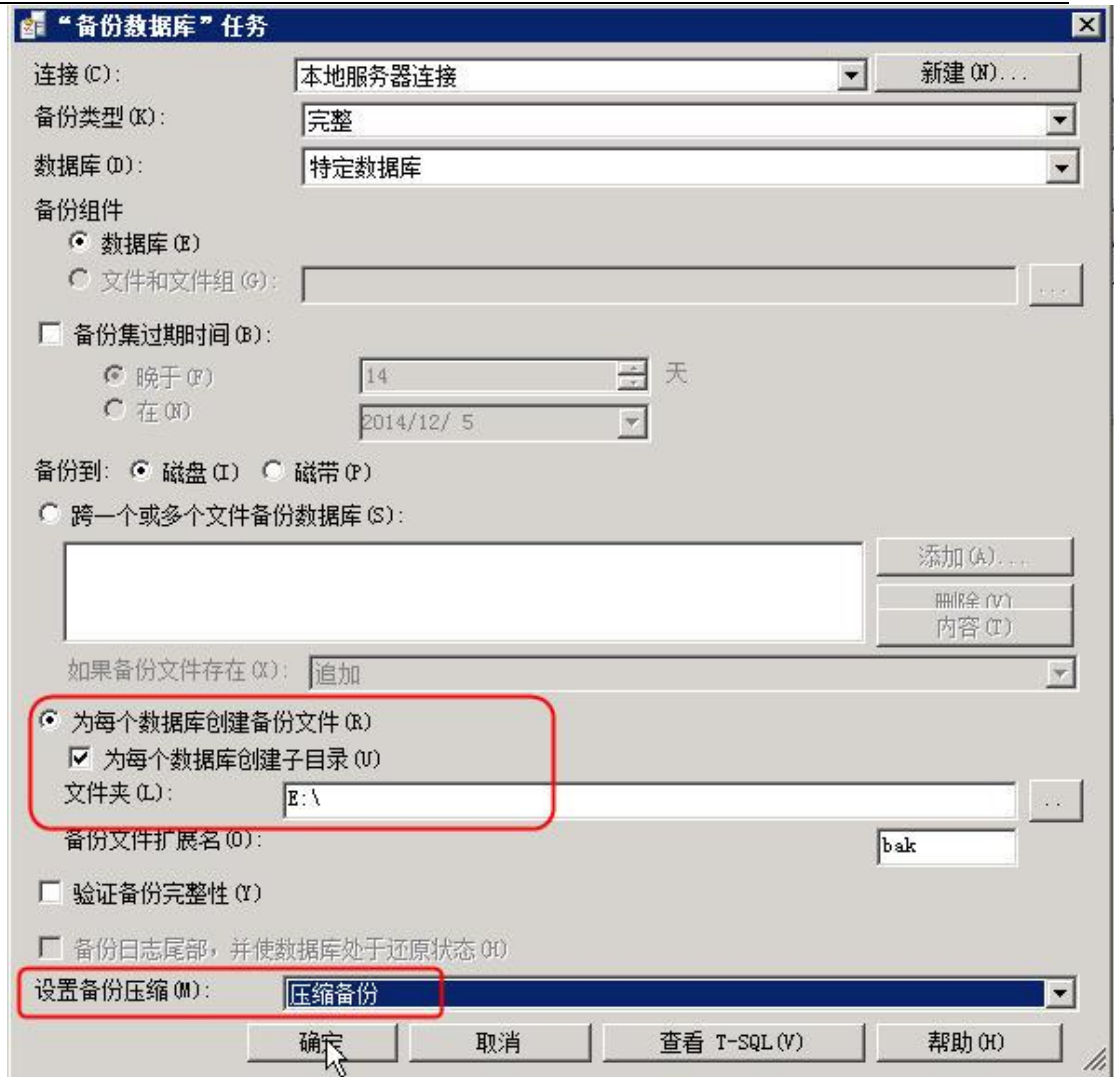 “备份数据库”任务
连接(C): 本地服务器连接 新建(N)...
备份类型(K): 完整
数据库(D): 特定数据库
备份组件
数据库(E)
文件和文件组(G): ...
备份集过期时间(B):
晚于(F) 14 天
在(N) 2014/12/ 5
备份到: 磁盘(I) 磁带(P)
跨一个或多个文件备份数据库(S):
添加(A)...
删除(V)
内容(T)
如果备份文件存在(X): 追加
为每个数据库创建备份文件(R)
为每个数据库创建子目录(U)
文件夹(L): E:\ ..
备份文件扩展名(O): bak
验证备份完整性(Y)
备份日志尾部，并使数据库处于还原状态(H)
设置备份压缩(M): 压缩备份
确定 取消 查看 T-SQL(V) 帮助(H)